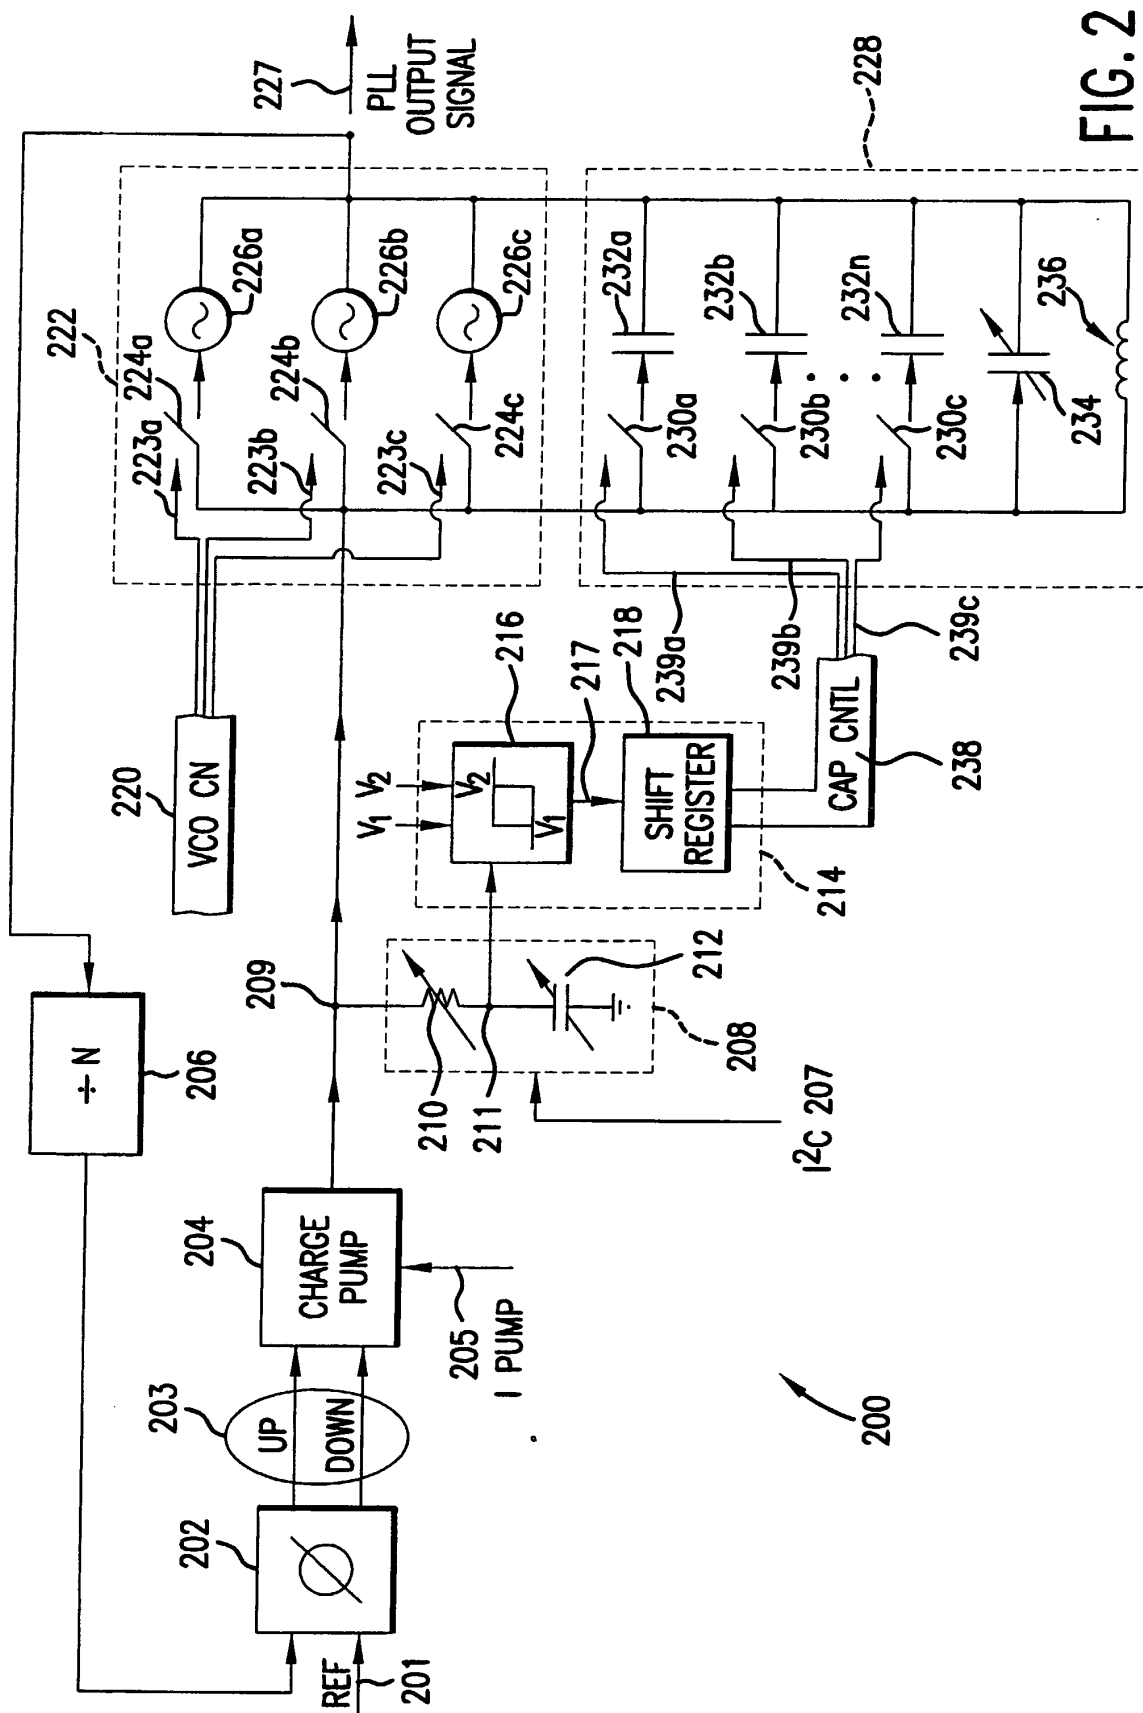 227
PLL
OUTPUT
SIGNAL
222
224a
223a
226a
224b
223b
226b
223c
224c
226c
228
232a
230a
232b
230b
232n
230c
234
236
220
VCO CN
216
V1
V2
V2
V1
217
218
SHIFT
REGISTER
214
239a
239b
239c
CAP CNTL
238
209
210
211
212
208
I2C 207
÷ N
206
204
CHARGE
PUMP
205
I PUMP
203
UP
DOWN
202
REF
201
200
FIG. 2